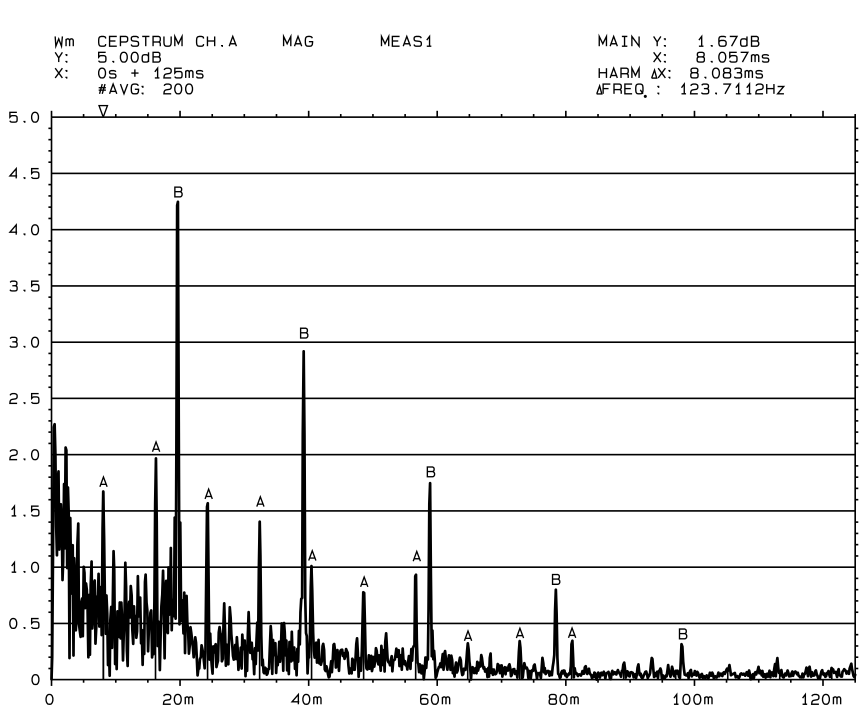 Wm CEPSTRUM CH.A MAG MEAS1 MAIN Y: 1.67dB
Y: 5.00dB X: 8.057ms
X: 0s + 125ms HARM ΔX: 8.083ms
#AVG: 200 ΔFREQ.: 123.7112Hz
5.0
4.5
B
4.0
3.5
B
3.0
2.5
B
2.0
A
A
A
A
1.5
A
A
1.0
A
B
0.5
A
A
A
B
0
0 20m 40m 60m 80m 100m 120m